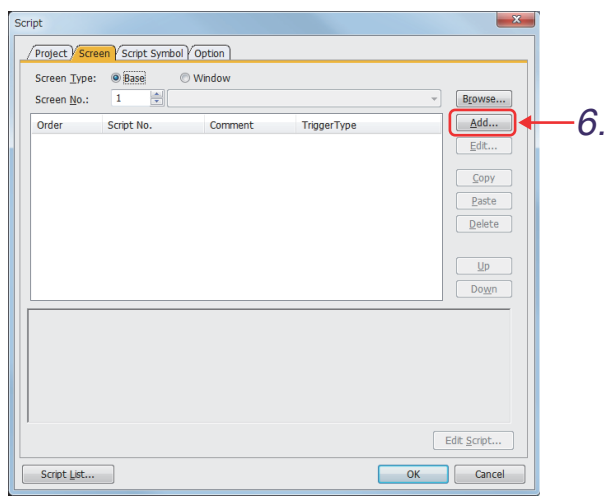 Script
Project Screen Script Symbol Option
Screen Type: Base Window
Screen No.: 1 Browse...
Order Script No. Comment TriggerType Add... 6.
Edit...
Copy
Paste
Delete
Up
Down
Edit Script...
Script List... OK Cancel